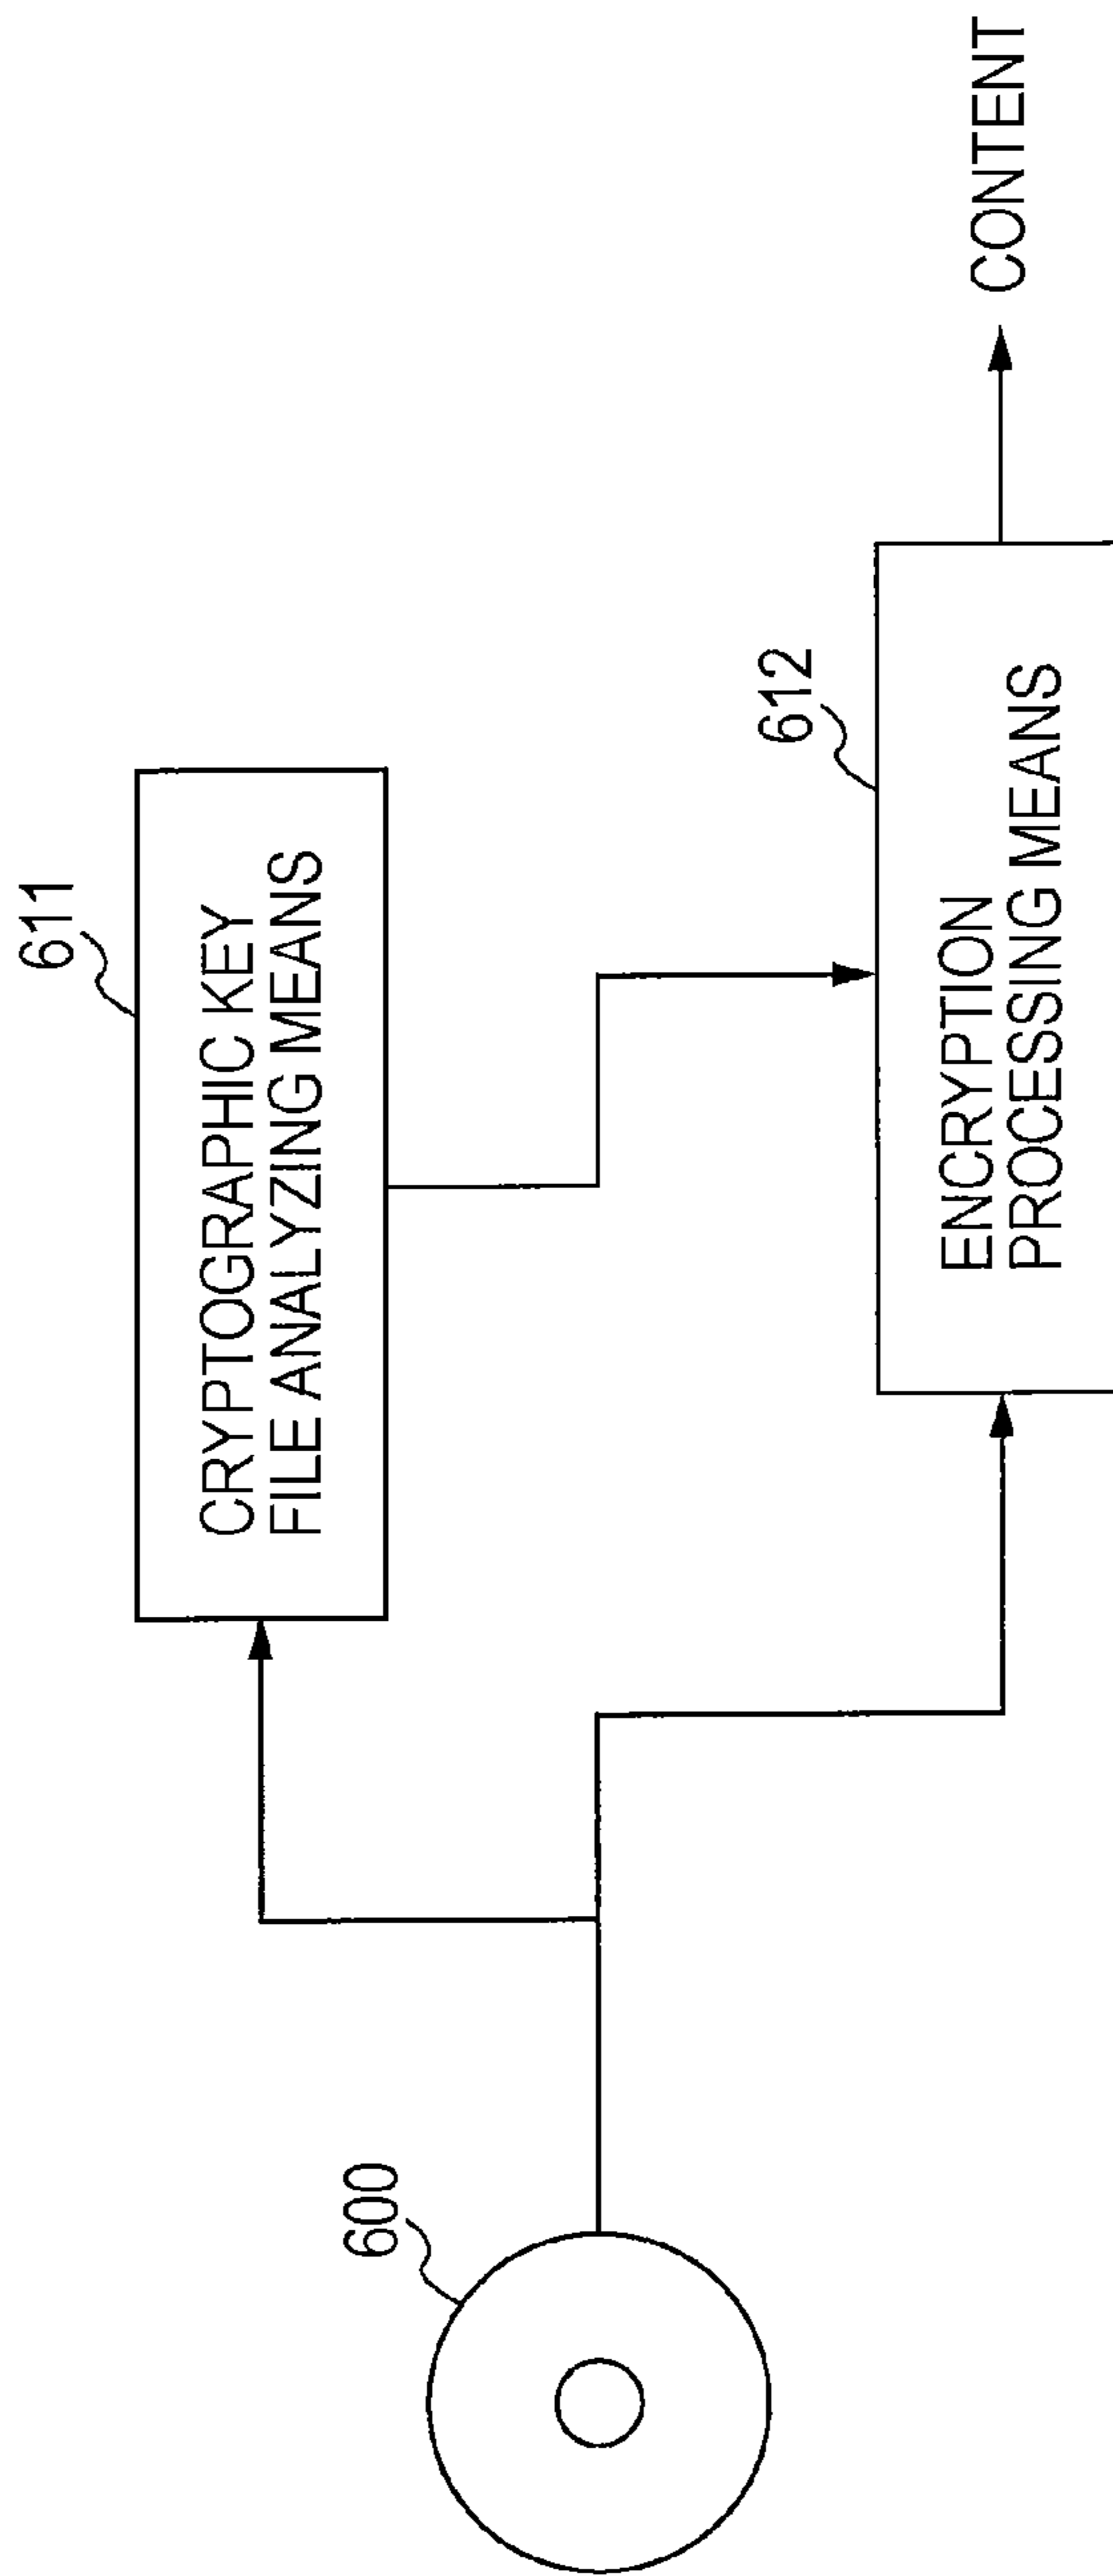 600
611
CRYPTOGRAPHIC KEY
FILE ANALYZING MEANS
612
ENCRYPTION
PROCESSING MEANS
CONTENT